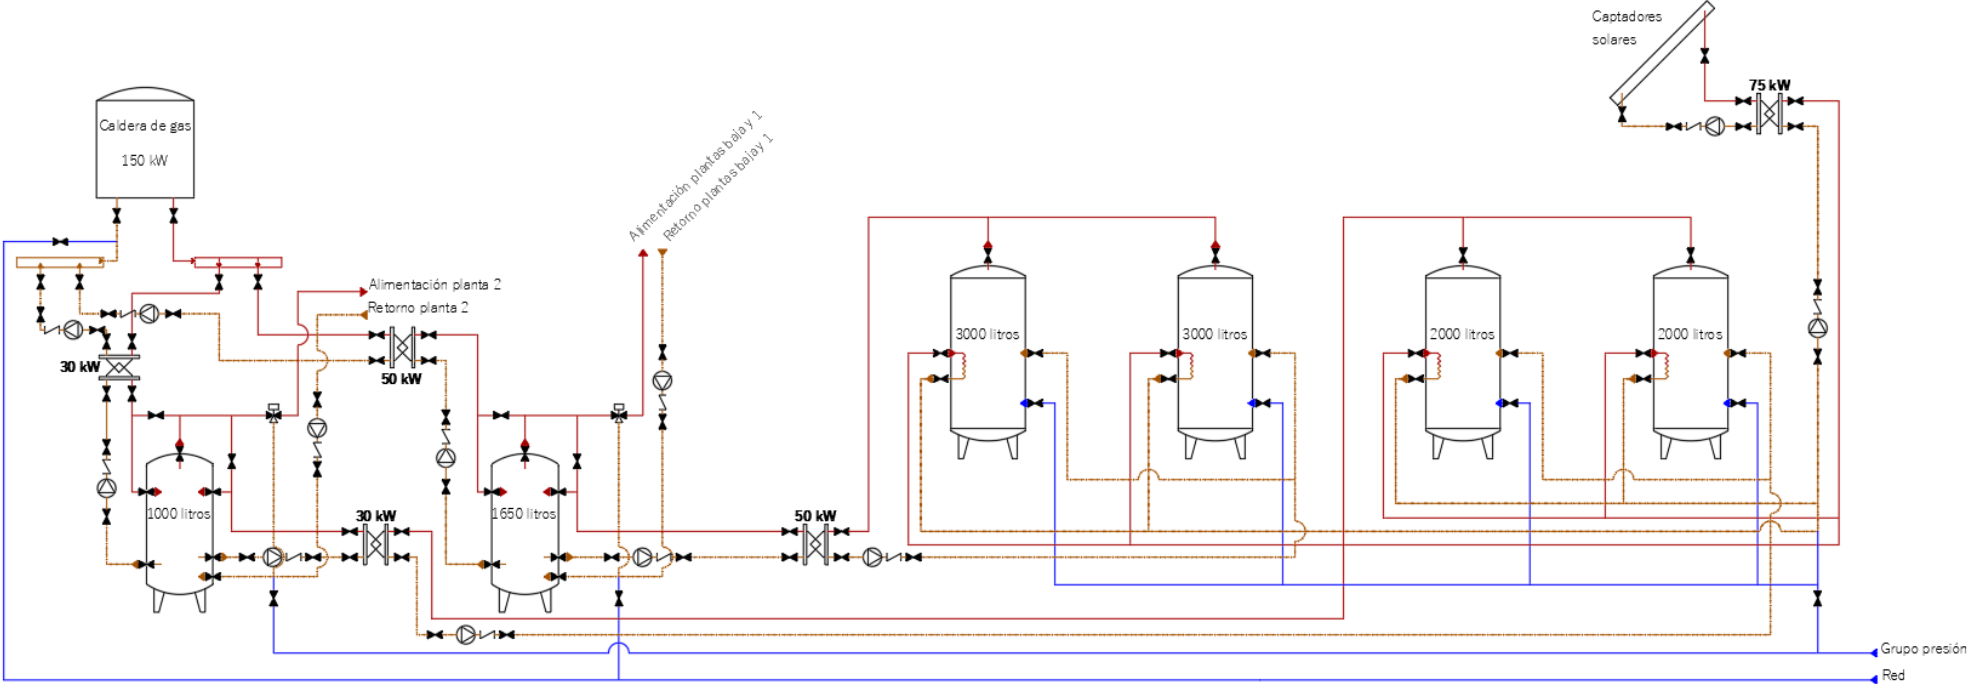 Captadores
solares
75 kW
Caldera de gas
150 kW
Alimentación plantas baja y 1
Retorno plantas baja y 1
Alimentación planta 2
Retorno planta 2
30 kW
50 kW
3000 litros
3000 litros
2000 litros
2000 litros
1000 litros
30 kW
1650 litros
50 kW
Grupo presión
Red